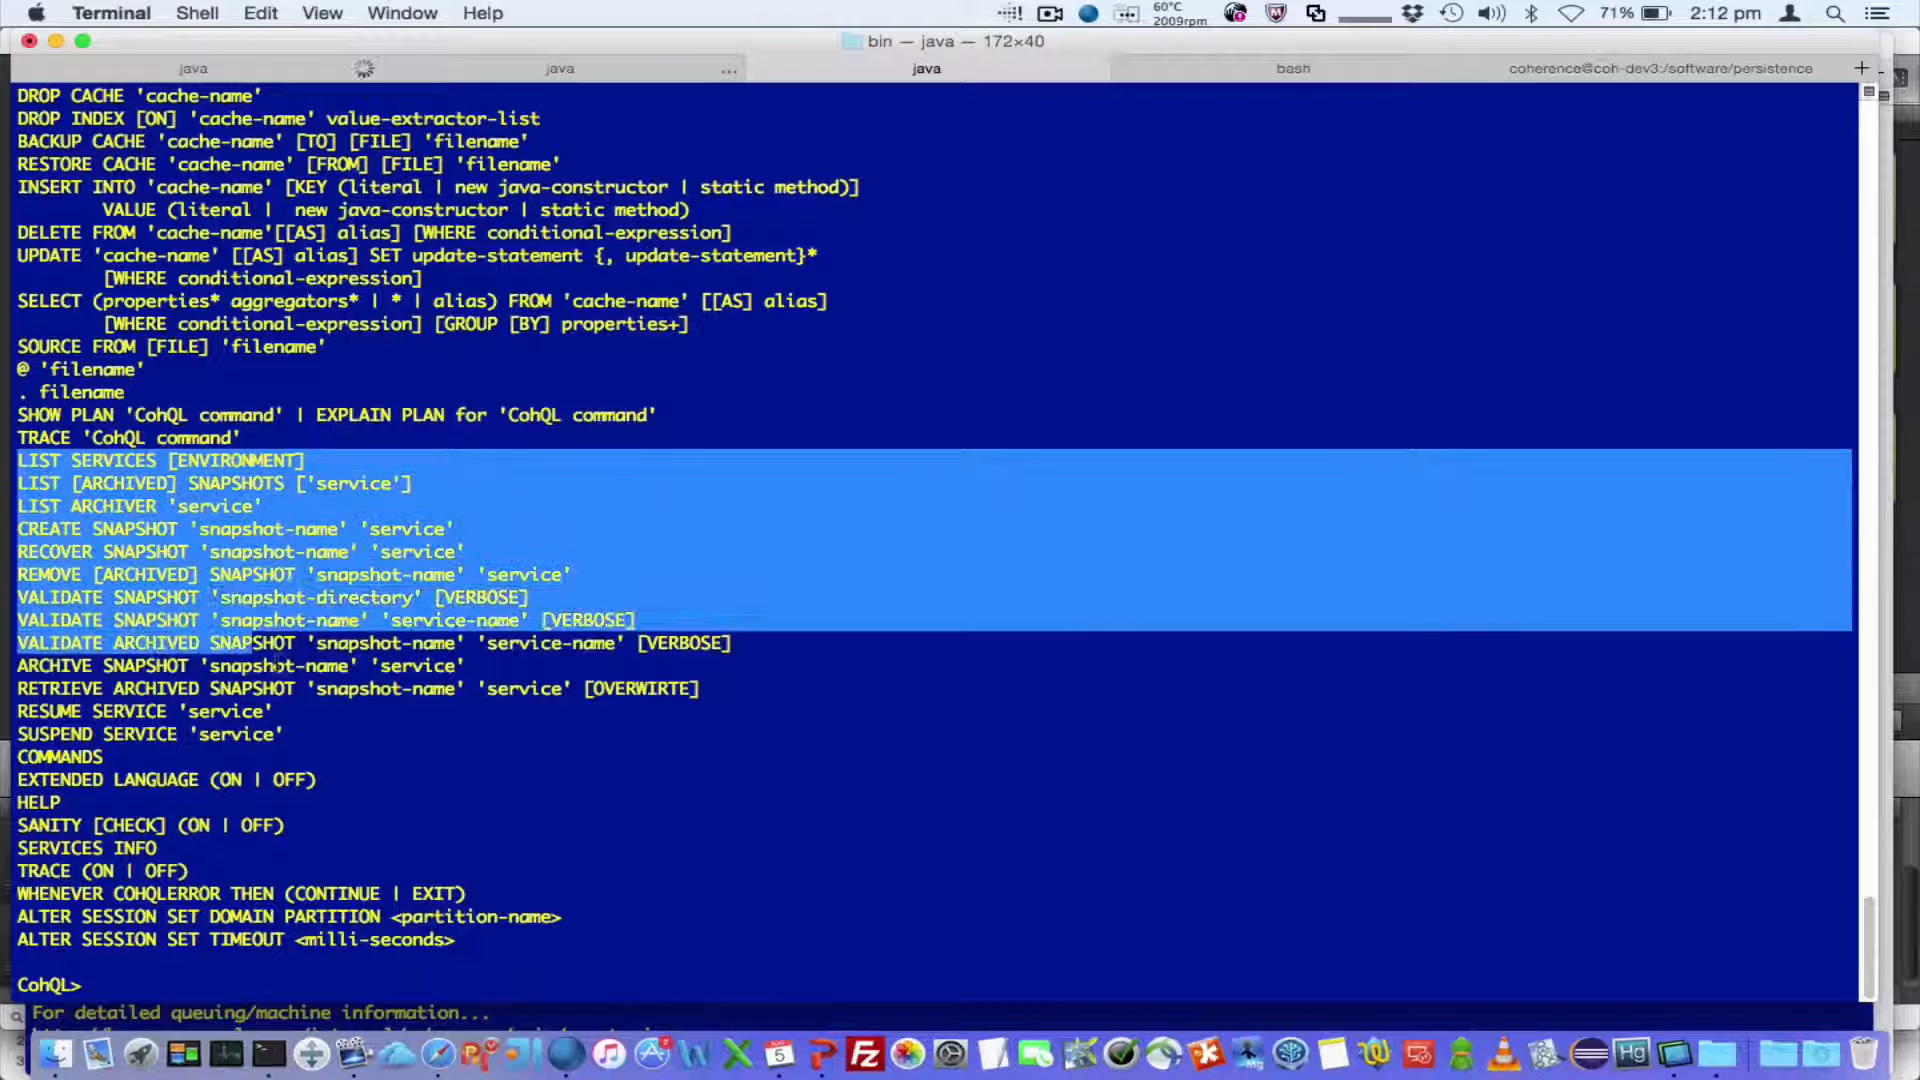 Terminal Shell Edit View Window Help 60°C 2009rpm 71% 2:12 pm
bin — java — 172×40
java java ... java bash coherence@coh-dev3:/software/persistence +
DROP CACHE 'cache-name'
DROP INDEX [ON] 'cache-name' value-extractor-list
BACKUP CACHE 'cache-name' [TO] [FILE] 'filename'
RESTORE CACHE 'cache-name' [FROM] [FILE] 'filename'
INSERT INTO 'cache-name' [KEY (literal | new java-constructor | static method)]
VALUE (literal |  new java-constructor | static method)
DELETE FROM 'cache-name'[[AS] alias] [WHERE conditional-expression]
UPDATE 'cache-name' [[AS] alias] SET update-statement {, update-statement}*
[WHERE conditional-expression]
SELECT (properties* aggregators* | * | alias) FROM 'cache-name' [[AS] alias]
[WHERE conditional-expression] [GROUP [BY] properties+]
SOURCE FROM [FILE] 'filename'
@ 'filename'
. filename
SHOW PLAN 'CohQL command' | EXPLAIN PLAN for 'CohQL command'
TRACE 'CohQL command'
LIST SERVICES [ENVIRONMENT]
LIST [ARCHIVED] SNAPSHOTS ['service']
LIST ARCHIVER 'service'
CREATE SNAPSHOT 'snapshot-name' 'service'
RECOVER SNAPSHOT 'snapshot-name' 'service'
REMOVE [ARCHIVED] SNAPSHOT 'snapshot-name' 'service'
VALIDATE SNAPSHOT 'snapshot-directory' [VERBOSE]
VALIDATE SNAPSHOT 'snapshot-name' 'service-name' [VERBOSE]
VALIDATE ARCHIVED SNAPSHOT 'snapshot-name' 'service-name' [VERBOSE]
ARCHIVE SNAPSHOT 'snapshot-name' 'service'
RETRIEVE ARCHIVED SNAPSHOT 'snapshot-name' 'service' [OVERWIRTE]
RESUME SERVICE 'service'
SUSPEND SERVICE 'service'
COMMANDS
EXTENDED LANGUAGE (ON | OFF)
HELP
SANITY [CHECK] (ON | OFF)
SERVICES INFO
TRACE (ON | OFF)
WHENEVER COHQLERROR THEN (CONTINUE | EXIT)
ALTER SESSION SET DOMAIN PARTITION <partition-name>
ALTER SESSION SET TIMEOUT <milli-seconds>
CohQL>
For detailed queuing/machine information...